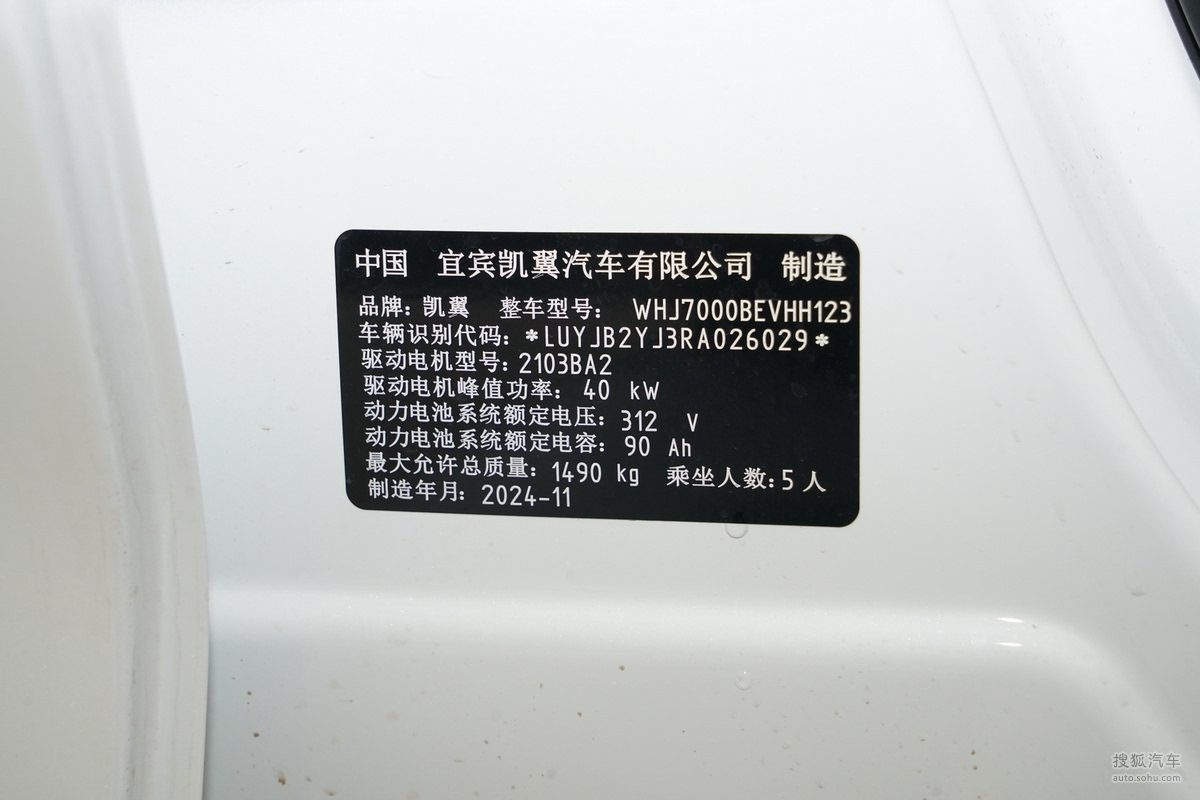 中国 宜宾凯翼汽车有限公司 制造
品牌：凯翼 整车型号： WHJ7000BEVHH123
车辆识别代码：*LUYJB2YJ3RA026029*
驱动电机型号：2103BA2
驱动电机峰值功率： 40 kW
动力电池系统额定电压：312 V
动力电池系统额定电容：90 Ah
最大允许总质量：1490 kg 乘坐人数：5 人
制造年月：2024-11
搜狐汽车
auto.sohu.com